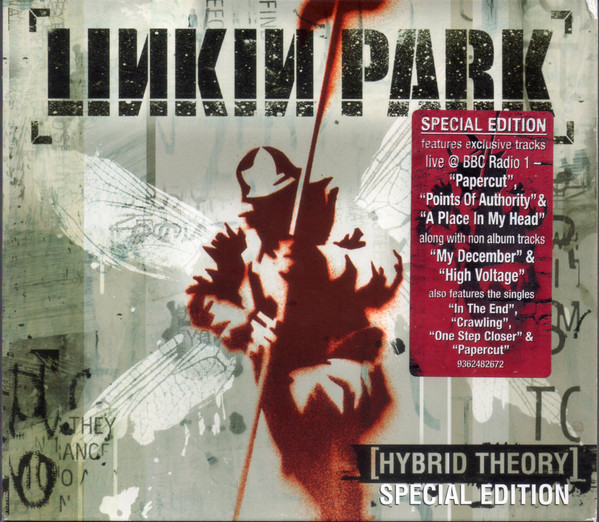 LINKIN PARK
SPECIAL EDITION
features exclusive tracks
live @ BBC Radio 1 –
"Papercut",
"Points Of Authority" &
"A Place In My Head"
along with non album tracks
"My December" &
"High Voltage"
also features the singles
"In The End",
"Crawling",
"One Step Closer" &
"Papercut"
9362482672
THEY
[HYBRID THEORY]
SPECIAL EDITION